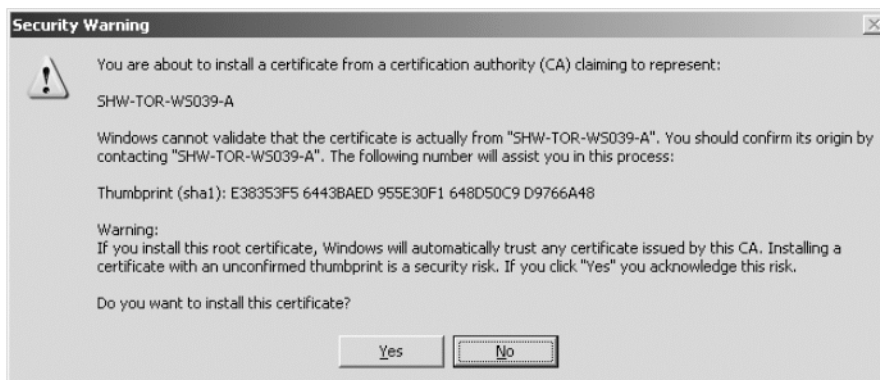 Security Warning
You are about to install a certificate from a certification authority (CA) claiming to represent:
SHW-TOR-WS039-A
Windows cannot validate that the certificate is actually from "SHW-TOR-WS039-A". You should confirm its origin by
contacting "SHW-TOR-WS039-A". The following number will assist you in this process:
Thumbprint (sha1): E38353F5 6443BAED 955E30F1 648D50C9 D9766A48
Warning:
If you install this root certificate, Windows will automatically trust any certificate issued by this CA. Installing a
certificate with an unconfirmed thumbprint is a security risk. If you click "Yes" you acknowledge this risk.
Do you want to install this certificate?
Yes No